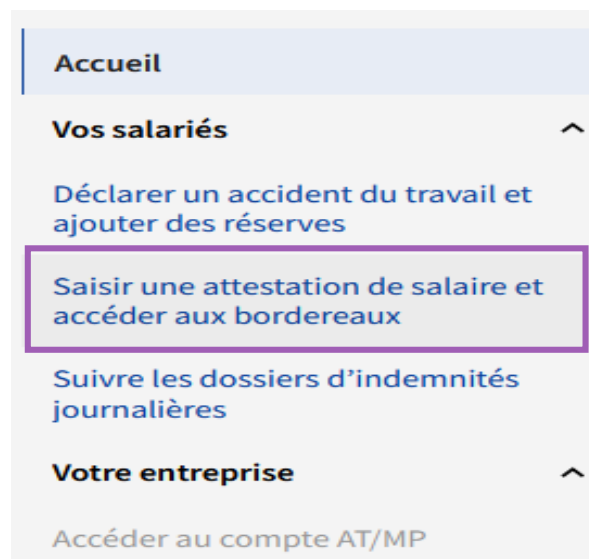 Accueil
Vos salariés
Déclarer un accident du travail et
ajouter des réserves
Saisir une attestation de salaire et
accéder aux bordereaux
Suivre les dossiers d’indemnités
journalières
Votre entreprise
Accéder au compte AT/MP